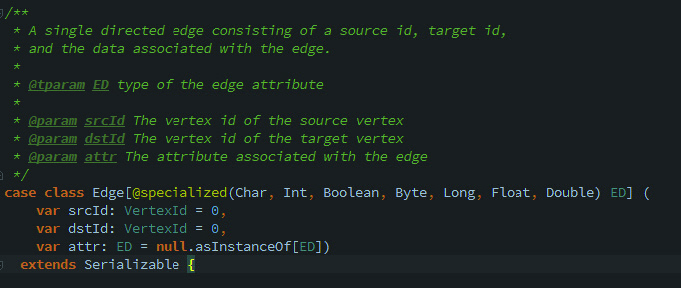 /**
 * A single directed edge consisting of a source id, target id,
 * and the data associated with the edge.
 *
 * @tparam ED type of the edge attribute
 *
 * @param srcId The vertex id of the source vertex
 * @param dstId The vertex id of the target vertex
 * @param attr The attribute associated with the edge
 */
case class Edge[@specialized(Char, Int, Boolean, Byte, Long, Float, Double) ED] (
    var srcId: VertexId = 0,
    var dstId: VertexId = 0,
    var attr: ED = null.asInstanceOf[ED])
  extends Serializable {